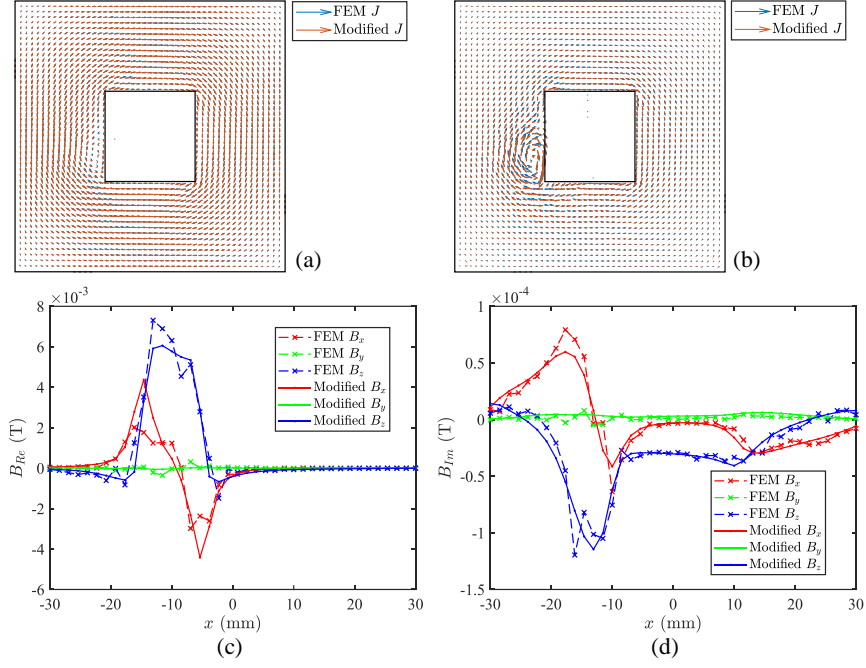 FEM J
Modified J
(a)
FEM J
Modified J
(b)
×10⁻³
8
6
4
2
0
-2
-4
-6
B_Re (T)
FEM B_x
FEM B_y
FEM B_z
Modified B_x
Modified B_y
Modified B_z
-30 -20 -10 0 10 20 30
x (mm)
(c)
×10⁻⁴
1
0.5
0
-0.5
-1
-1.5
B_Im (T)
FEM B_x
FEM B_y
FEM B_z
Modified B_x
Modified B_y
Modified B_z
-30 -20 -10 0 10 20 30
x (mm)
(d)